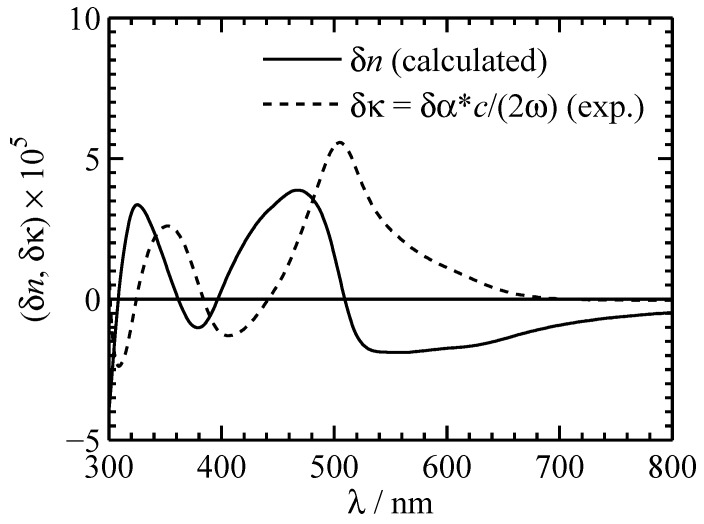 10
δn (calculated)
δκ = δα*c/(2ω) (exp.)
5
(δn, δκ) × 10⁵
0
−5
300 400 500 600 700 800
λ / nm